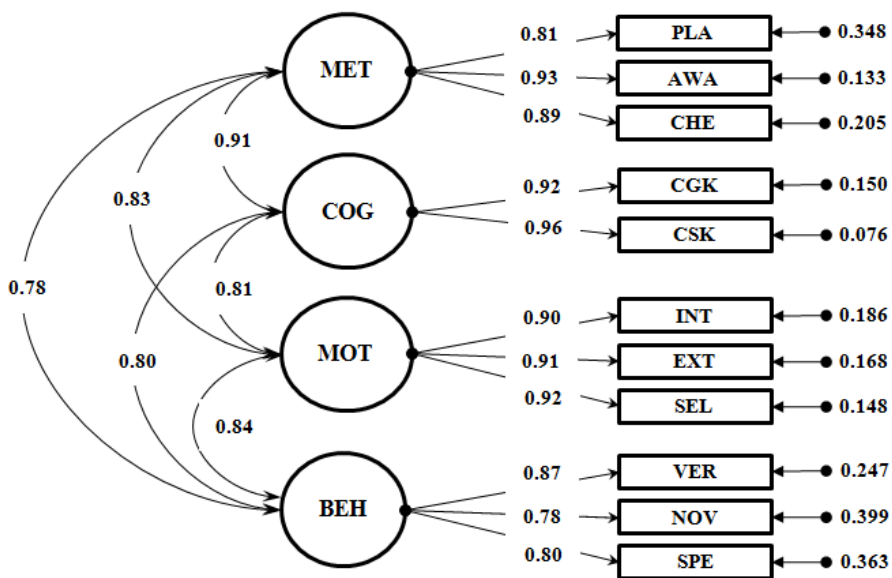 0.81 PLA 0.348
MET 0.93 AWA 0.133
0.89 CHE 0.205
0.91
0.92 CGK 0.150
0.83 COG
0.96 CSK 0.076
0.78 0.81
0.90 INT 0.186
MOT 0.91 EXT 0.168
0.80
0.92 SEL 0.148
0.84
0.87 VER 0.247
BEH 0.78 NOV 0.399
0.80 SPE 0.363